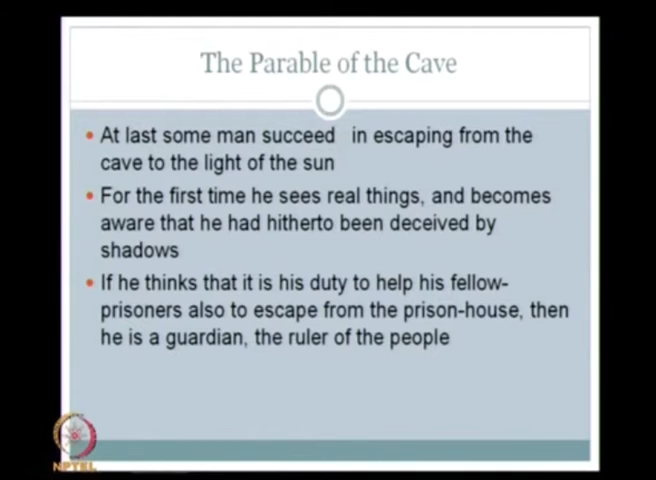 The Parable of the Cave
• At last some man succeed in escaping from the
cave to the light of the sun
• For the first time he sees real things, and becomes
aware that he had hitherto been deceived by
shadows
• If he thinks that it is his duty to help his fellow-
prisoners also to escape from the prison-house, then
he is a guardian, the ruler of the people
NPTEL